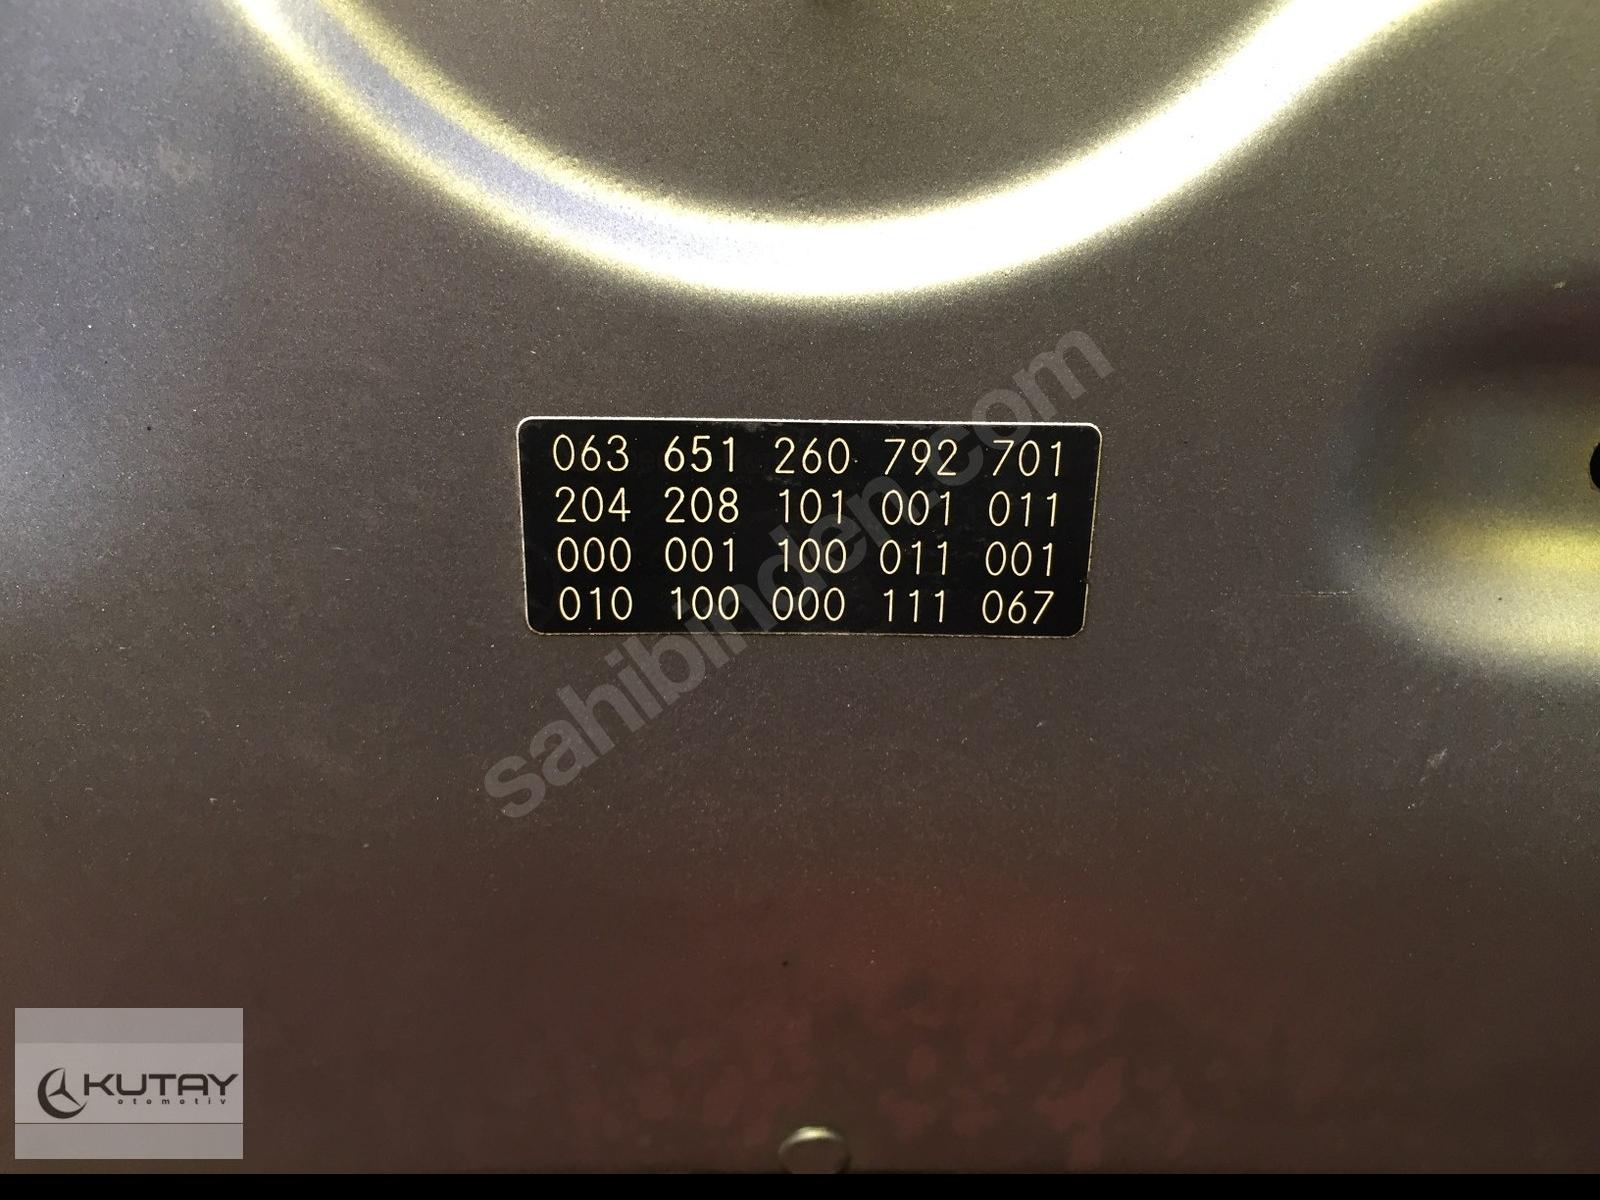 063 651 260 792 701
204 208 101 001 011
000 001 100 011 001
010 100 000 111 067
sahibinden.com
KUTAY
otomotiv